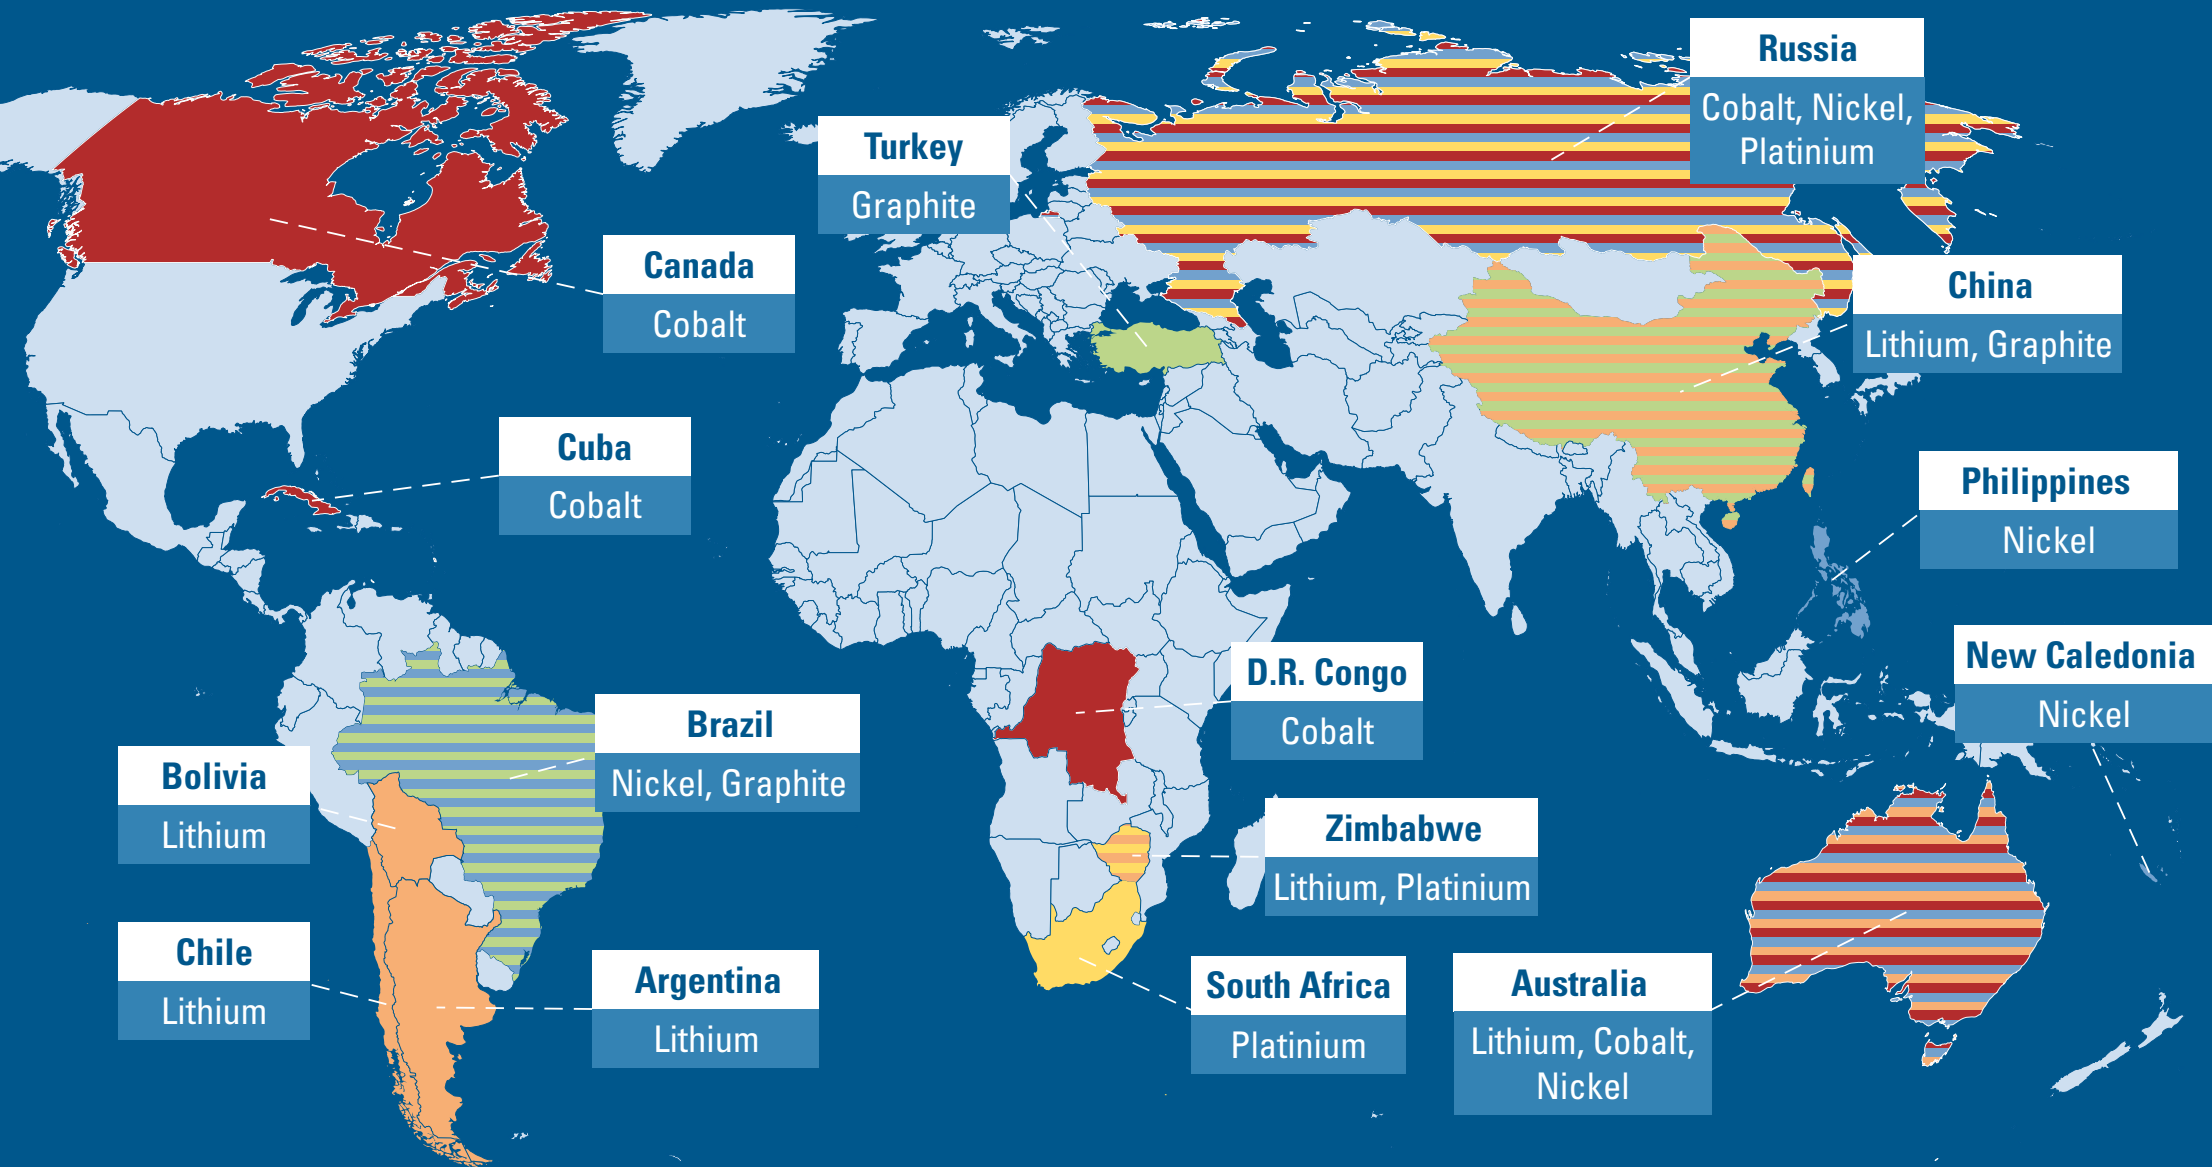 Russia
Cobalt, Nickel,
Platinium
Turkey
Graphite
Canada
Cobalt
China
Lithium, Graphite
Cuba
Cobalt
Philippines
Nickel
New Caledonia
Nickel
D.R. Congo
Cobalt
Brazil
Nickel, Graphite
Bolivia
Lithium
Zimbabwe
Lithium, Platinium
Chile
Lithium
Argentina
Lithium
South Africa
Platinium
Australia
Lithium, Cobalt,
Nickel